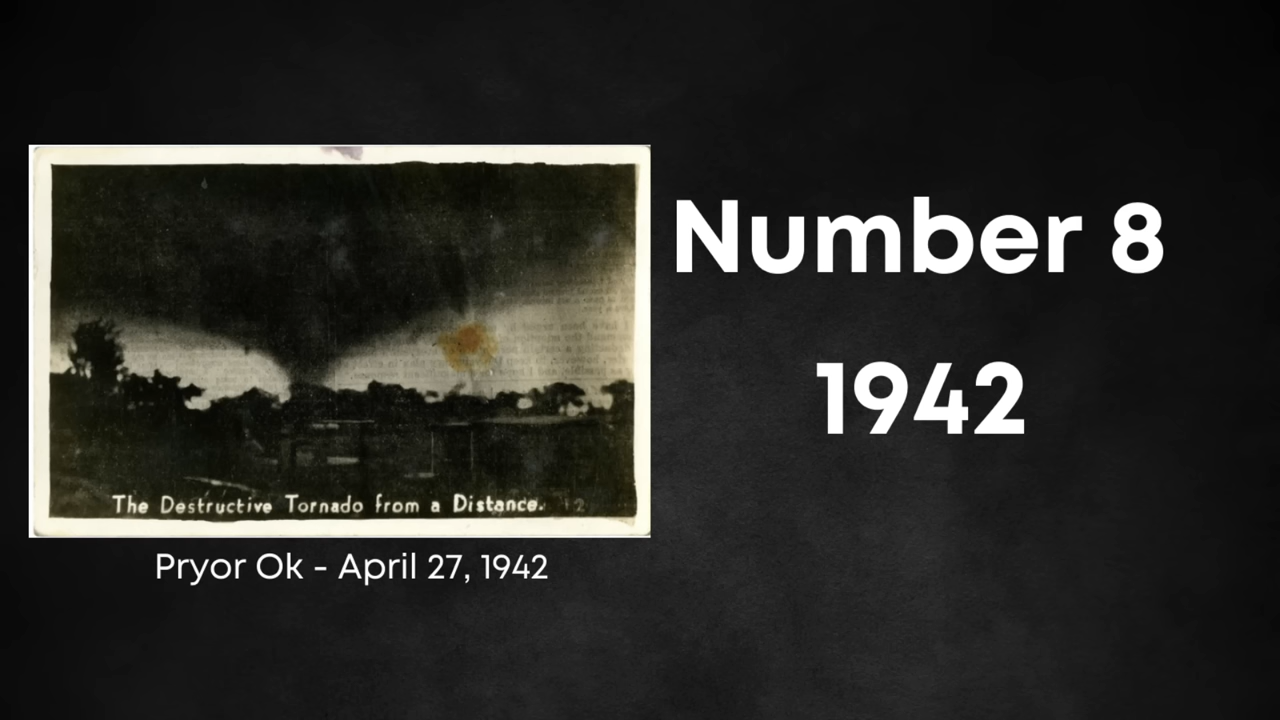 The Destructive Tornado from a Distance.
Pryor Ok - April 27, 1942
Number 8
1942